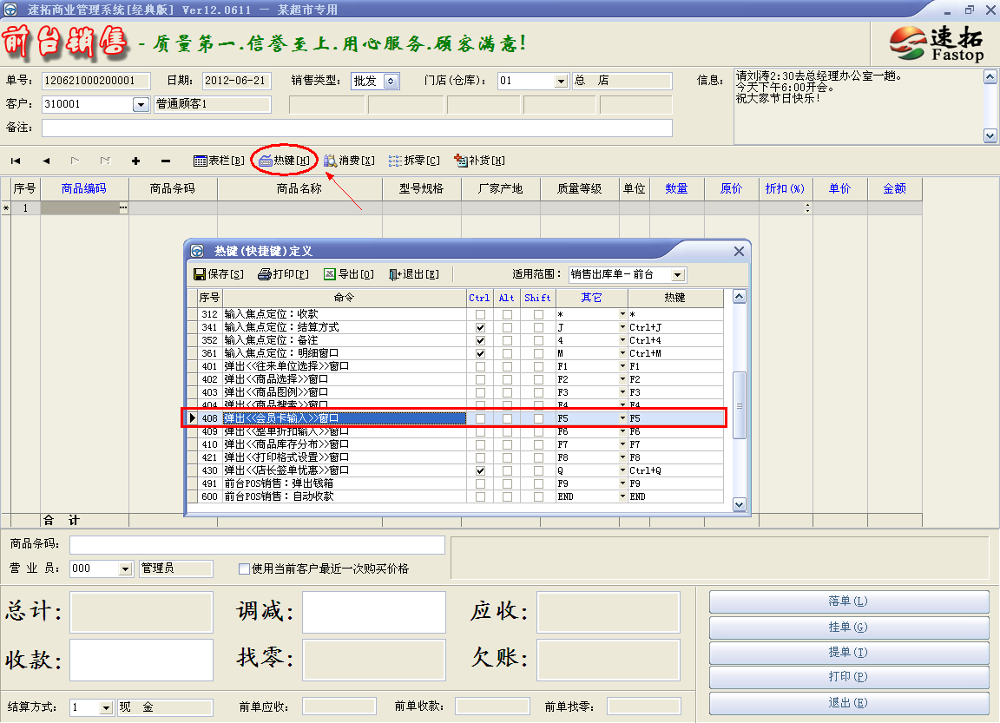 速拓商业管理系统[经典版] Ver12.0611 — 某超市专用
前台销售 - 质量第一.信誉至上.用心服务.顾客满意!
速拓 Fastop
单号: 120621000200001 日期: 2012-06-21 销售类型: 批发 门店(仓库): 01 总 店 信息: 请刘涛2:30去总经理办公室一趟。
今天下午6:00开会。
祝大家节日快乐!
客户: 310001 普通顾客1
备注:
表栏[B] 热键[H] 消费[X] 拆零[C] 补货[M]
序号 商品编码 商品条码 商品名称 型号规格 厂家产地 质量等级 单位 数量 原价 折扣(%) 单价 金额
* 1
热键(快捷键)定义
保存[S] 打印[P] 导出[O] 退出[E] 适用范围: 销售出库单-前台
序号 命令 Ctrl Alt Shift 其它 热键
312 输入焦点定位：收款 * *
341 输入焦点定位：结算方式 J Ctrl+J
352 输入焦点定位：备注 4 Ctrl+4
361 输入焦点定位：明细窗口 M Ctrl+M
401 弹出<<往来单位选择>>窗口 F1 F1
402 弹出<<商品选择>>窗口 F2 F2
403 弹出<<商品图例>>窗口 F3 F3
404 弹出<<商品搜索>>窗口 F4 F4
408 弹出<<会员卡输入>>窗口 F5 F5
409 弹出<<整单折扣输入>>窗口 F6 F6
410 弹出<<商品库存分布>>窗口 F7 F7
421 弹出<<打印格式设置>>窗口 F8 F8
430 弹出<<店长签单优惠>>窗口 Q Ctrl+Q
491 前台POS销售：弹出钱箱 F9 F9
600 前台POS销售：自动收款 END END
合 计
商品条码:
营 业 员: 000 管理员 使用当前客户最近一次购买价格
总计: 调减: 应收:
收款: 找零: 欠账:
落单(L)
挂单(G)
提单(T)
打印(P)
退出(E)
结算方式: 1 现 金 前单应收: 前单收款: 前单找零: